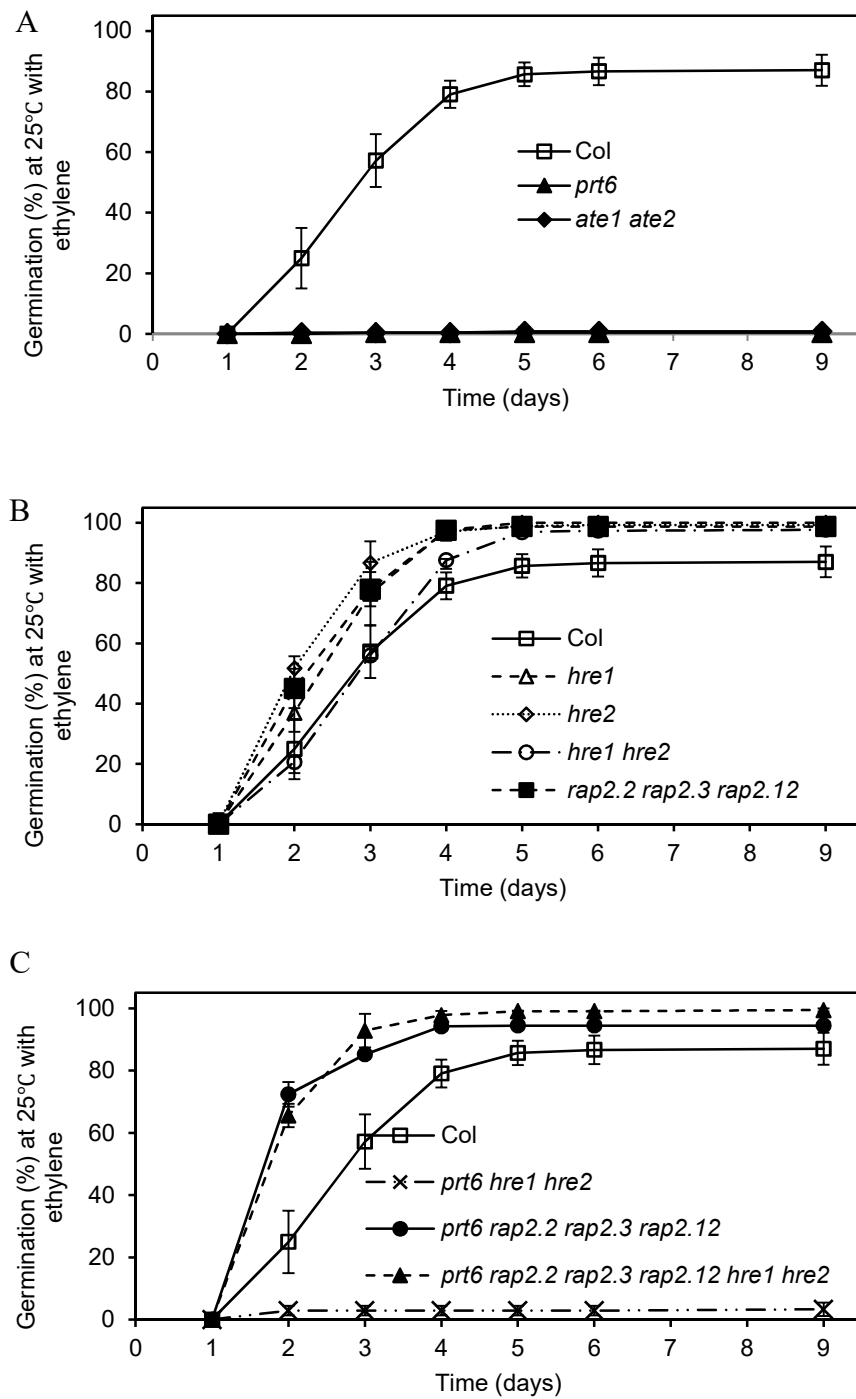 A
Germination (%) at 25°C with
ethylene
100
80
60
40
20
0
0 1 2 3 4 5 6 7 8 9
Time (days)
Col
prt6
ate1 ate2
B
Germination (%) at 25°C with
ethylene
100
80
60
40
20
0
0 1 2 3 4 5 6 7 8 9
Time (days)
Col
hre1
hre2
hre1 hre2
rap2.2 rap2.3 rap2.12
C
Germination (%) at 25°C with
ethylene
100
80
60
40
20
0
0 1 2 3 4 5 6 7 8 9
Time (days)
Col
prt6 hre1 hre2
prt6 rap2.2 rap2.3 rap2.12
prt6 rap2.2 rap2.3 rap2.12 hre1 hre2